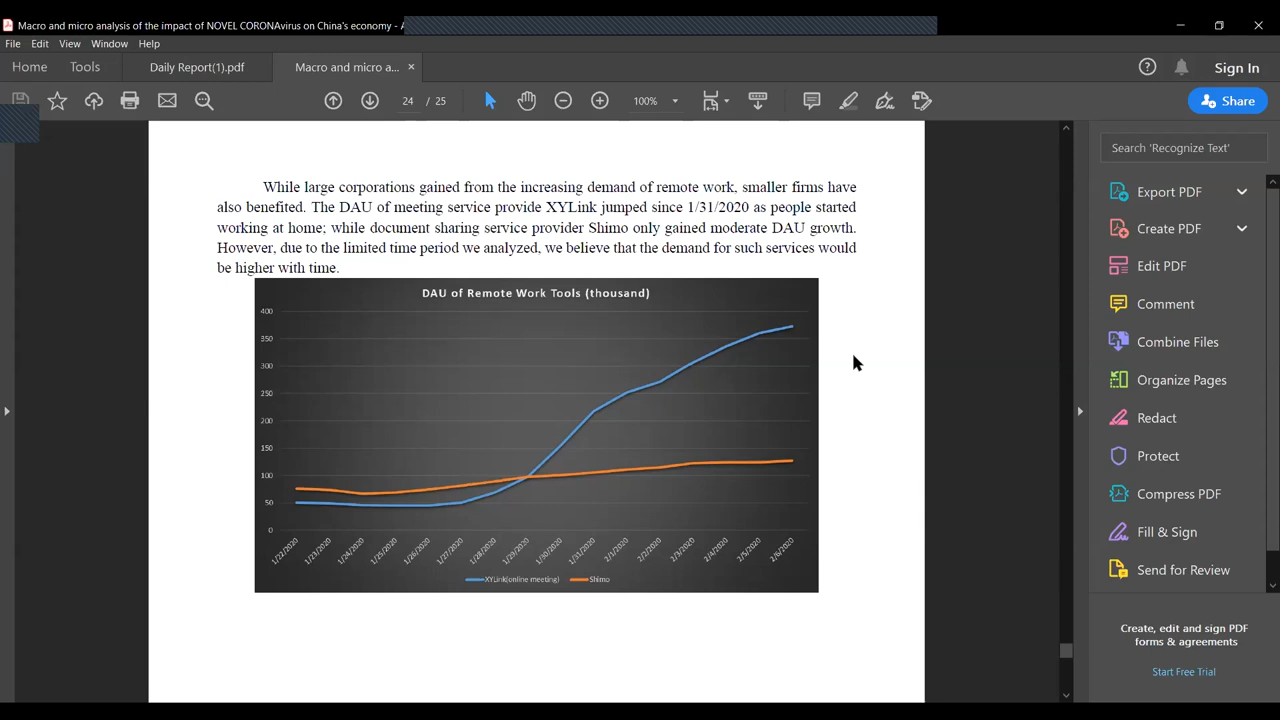 Macro and micro analysis of the impact of NOVEL CORONAvirus on China's economy - A
File Edit View Window Help
Home Tools Daily Report(1).pdf Macro and micro a... × Sign In
24 / 25 100% Share
While large corporations gained from the increasing demand of remote work, smaller firms have
also benefited. The DAU of meeting service provide XYLink jumped since 1/31/2020 as people started
working at home; while document sharing service provider Shimo only gained moderate DAU growth.
However, due to the limited time period we analyzed, we believe that the demand for such services would
be higher with time.
DAU of Remote Work Tools (thousand)
400
350
300
250
200
150
100
50
0
1/22/2020 1/23/2020 1/24/2020 1/25/2020 1/26/2020 1/27/2020 1/28/2020 1/29/2020 1/30/2020 1/31/2020 2/1/2020 2/2/2020 2/3/2020 2/4/2020 2/5/2020 2/6/2020
XYLink(online meeting) Shimo
Search 'Recognize Text'
Export PDF
Create PDF
Edit PDF
Comment
Combine Files
Organize Pages
Redact
Protect
Compress PDF
Fill & Sign
Send for Review
Create, edit and sign PDF
forms & agreements
Start Free Trial